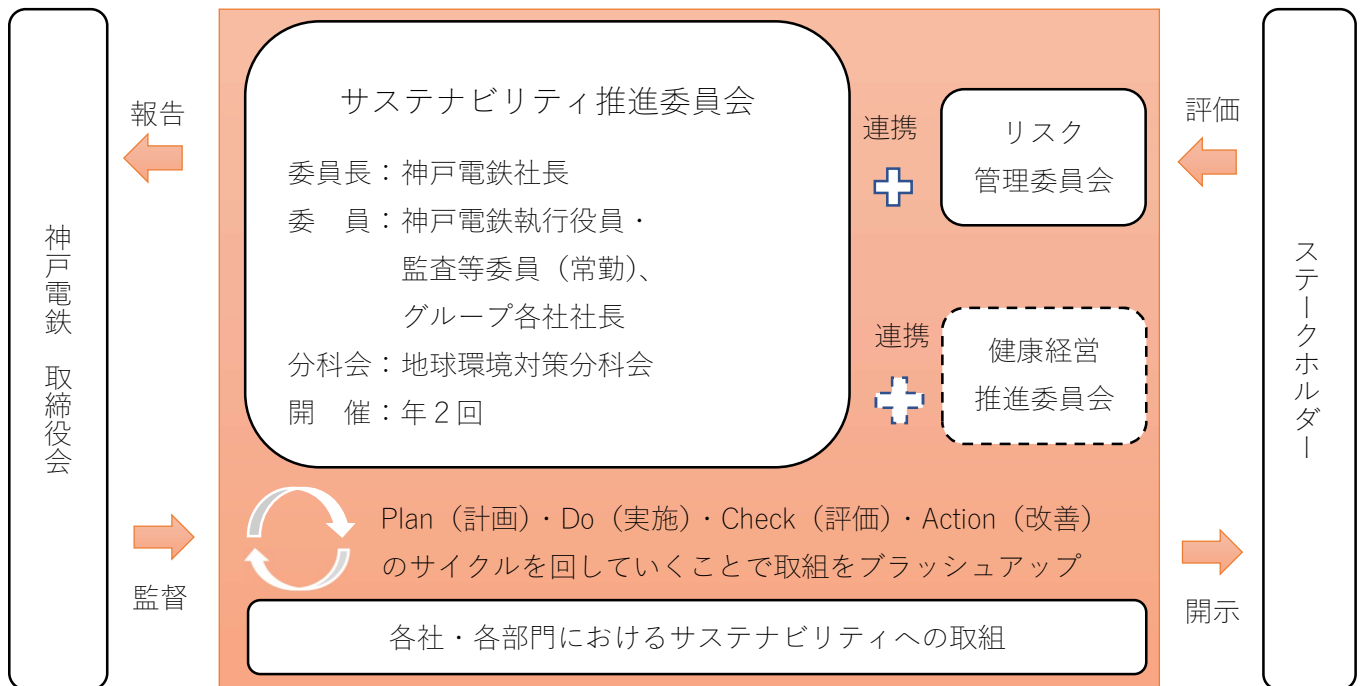 神戸電鉄　取締役会
報告
監督
サステナビリティ推進委員会
委員長：神戸電鉄社長
委　員：神戸電鉄執行役員・
監査等委員（常勤）、
グループ各社社長
分科会：地球環境対策分科会
開　催：年２回
連携
リスク
管理委員会
連携
健康経営
推進委員会
Plan（計画）・Do（実施）・Check（評価）・Action（改善）
のサイクルを回していくことで取組をブラッシュアップ
各社・各部門におけるサステナビリティへの取組
評価
開示
ステークホルダー